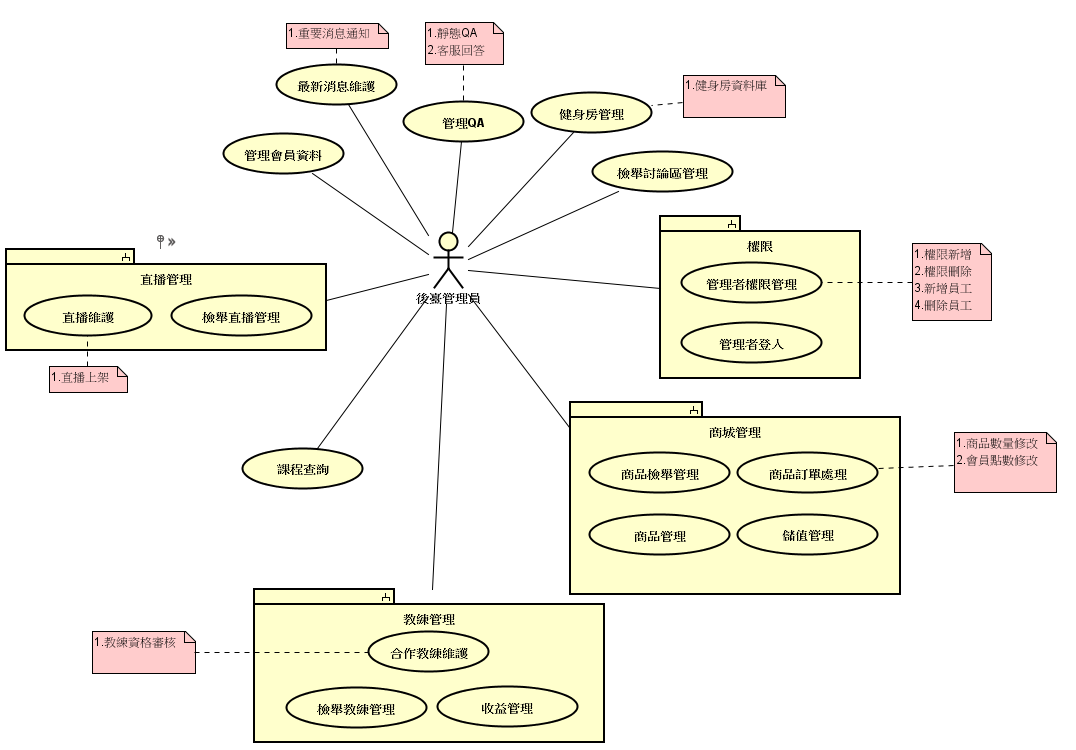 1.重要消息通知
1.靜態QA
2.客服回答
最新消息維護
管理QA
健身房管理
1.健身房資料庫
管理會員資料
檢舉討論區管理
後臺管理員
直播管理
直播維護
檢舉直播管理
1.直播上架
權限
管理者權限管理
管理者登入
1.權限新增
2.權限刪除
3.新增員工
4.刪除員工
課程查詢
商城管理
商品檢舉管理
商品訂單處理
商品管理
儲值管理
1.商品數量修改
2.會員點數修改
教練管理
合作教練維護
檢舉教練管理
收益管理
1.教練資格審核